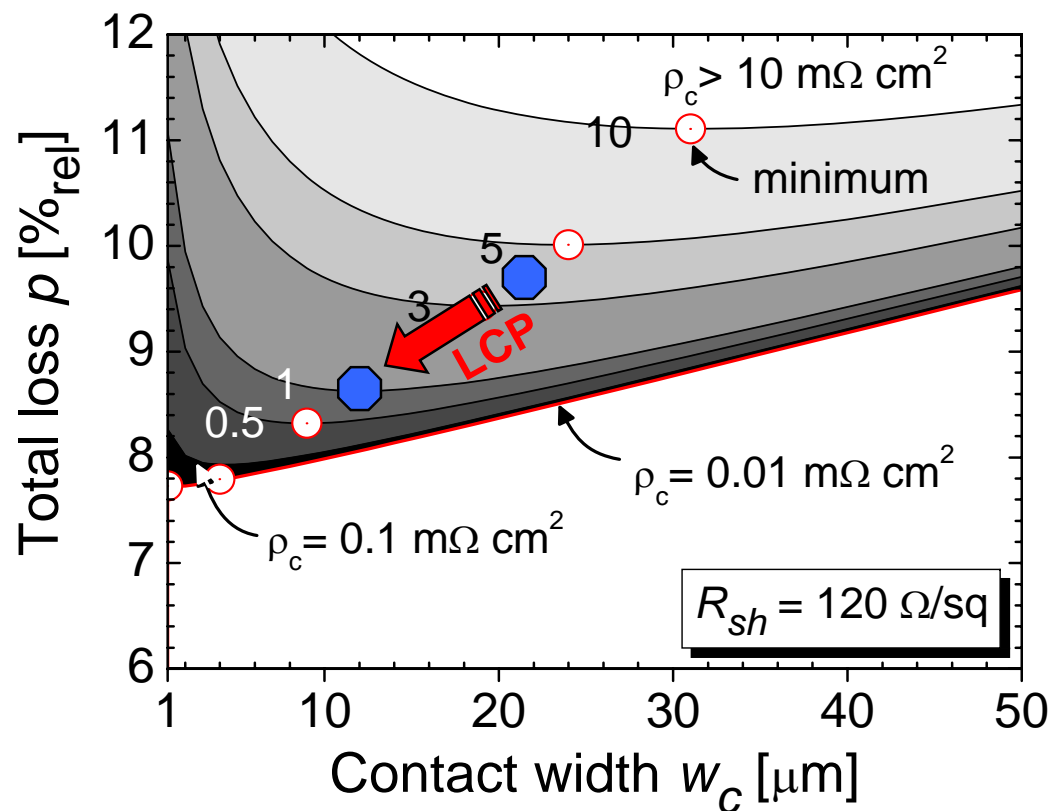 Total loss p [%rel]
12
11
10
9
8
7
6
ρc> 10 mΩ cm²
10
minimum
5
3
LCP
1
0.5
ρc= 0.01 mΩ cm²
ρc= 0.1 mΩ cm²
Rsh = 120 Ω/sq
1 10 20 30 40 50
Contact width wc [μm]